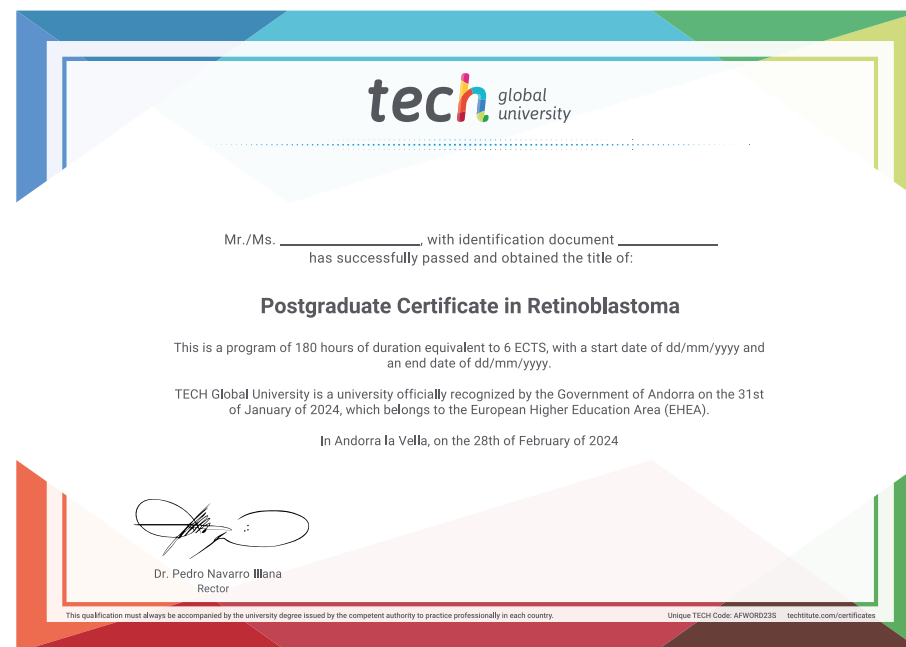 tech global university
Mr./Ms. ____________, with identification document ____________
has successfully passed and obtained the title of:
Postgraduate Certificate in Retinoblastoma
This is a program of 180 hours of duration equivalent to 6 ECTS, with a start date of dd/mm/yyyy and
an end date of dd/mm/yyyy.
TECH Global University is a university officially recognized by the Government of Andorra on the 31st
of January of 2024, which belongs to the European Higher Education Area (EHEA).
In Andorra la Vella, on the 28th of February of 2024
Dr. Pedro Navarro Illana
Rector
This qualification must always be accompanied by the university degree issued by the competent authority to practice professionally in each country.
Unique TECH Code: AFWORD23S techtitute.com/certificates